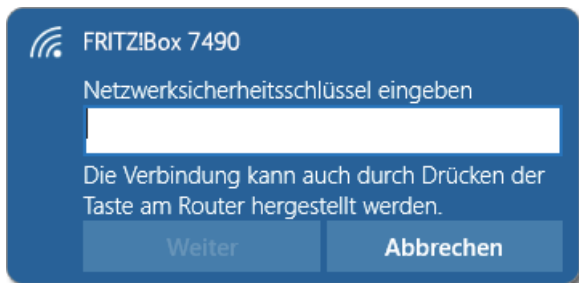 FRITZ!Box 7490
Netzwerksicherheitsschlüssel eingeben
Die Verbindung kann auch durch Drücken der
Taste am Router hergestellt werden.
Weiter Abbrechen